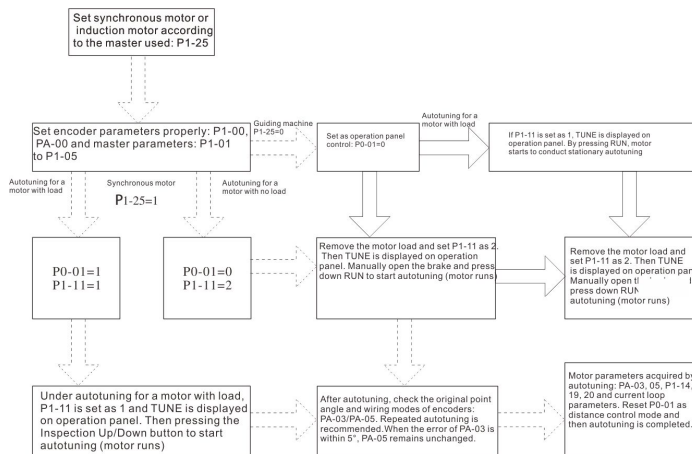 Set synchronous motor or
induction motor according
to the master used: P1-25
Set encoder parameters properly: P1-00,
PA-00 and master parameters: P1-01
to P1-05
Guiding machine
P1-25=0
Set as operation panel
control: P0-01=0
Autotuning for a
motor with load
If P1-11 is set as 1, TUNE is displayed on
operation panel. By pressing RUN, motor
starts to conduct stationary autotuning
Autotuning for a
motor with load
Synchronous motor
P1-25=1
Autotuning for a
motor with no load
P0-01=1
P1-11=1
P0-01=0
P1-11=2
Remove the motor load and set P1-11 as 2.
Then TUNE is displayed on operation
panel. Manually open the brake and press
down RUN to start autotuning (motor runs)
Remove the motor load and
set P1-11 as 2. Then TUNE
is displayed on operation
Manually open
press down
autotuning (motor runs)
Under autotuning for a motor with load,
P1-11 is set as 1 and TUNE is displayed
on operation panel. Then pressing the
Inspection Up/Down button to start
autotuning (motor runs)
After autotuning, check the original point
angle and wiring modes of encoders:
PA-03/PA-05. Repeated autotuning is
recommended.When the error of PA-03 is
within 5°, PA-05 remains unchanged.
Motor parameters acquired by
autotuning: PA-03, 05, P1-14,
19, 20 and current loop
parameters. Reset P0-01 as
distance control mode and
then autotuning is completed.